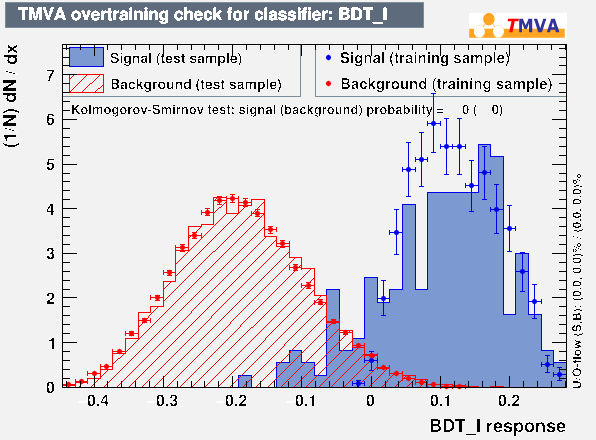 TMVA overtraining check for classifier: BDT_I
TMVA
(1/N) dN / dx
Signal (test sample)
Background (test sample)
Signal (training sample)
Background (training sample)
Kolmogorov-Smirnov test: signal (background) probability = 0 ( 0)
7
6
5
4
3
2
1
0
-0.4 -0.3 -0.2 -0.1 0 0.1 0.2
BDT_I response
U/O-flow (S,B): (0.0, 0.0)% / (0.0, 0.0)%